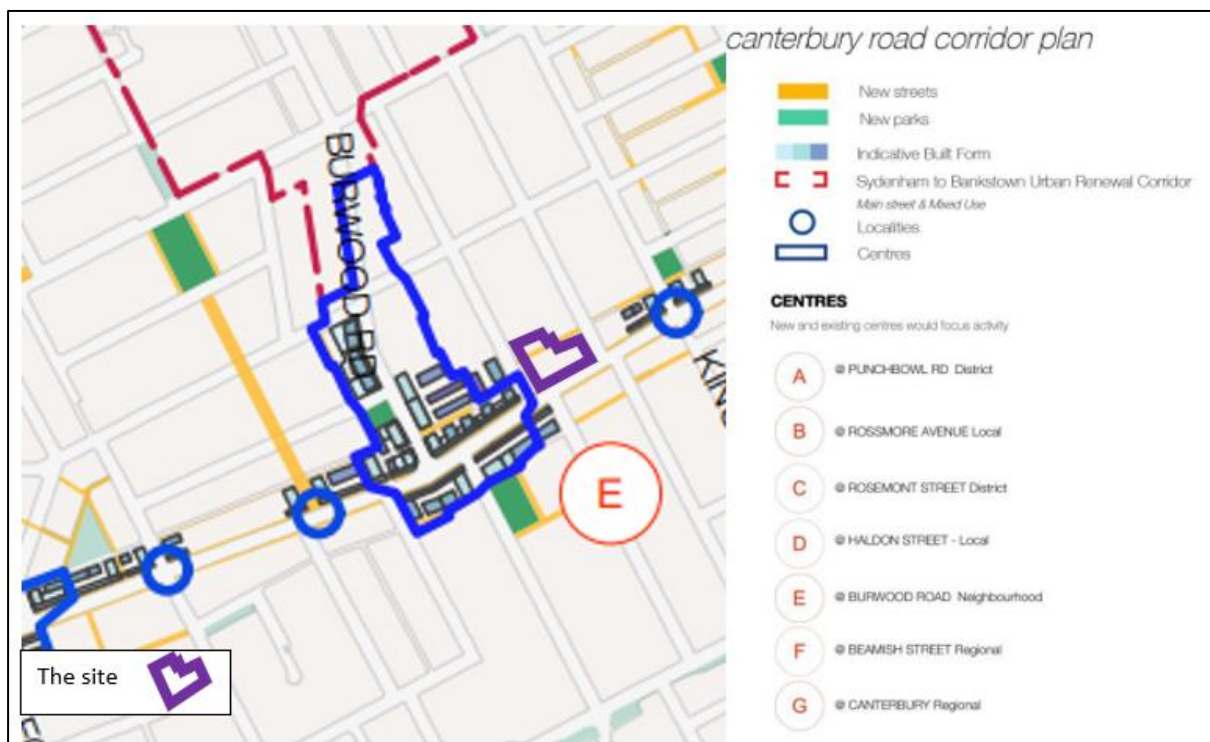 canterbury road corridor plan
New streets
New parks
Indicative Built Form
Sydenham to Bankstown Urban Renewal Corridor
Main street & Mixed Use
Localities
Centres
CENTRES
New and existing centres would focus activity
A @ PUNCHBOWL RD District
B @ ROSSMORE AVENUE Local
C @ ROSEMONT STREET District
D @ HALDON STREET - Local
E @ BURWOOD ROAD Neighbourhood
F @ BEAMISH STREET Regional
G @ CANTERBURY Regional
BURWOOD RD
E
The site